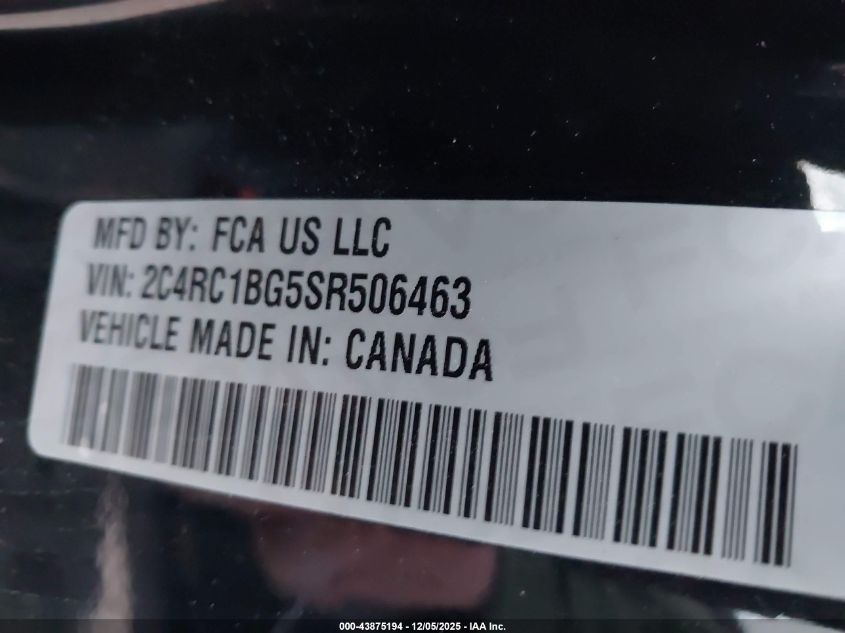 MFD BY: FCA US LLC
VIN: 2C4RC1BG5SR506463
VEHICLE MADE IN: CANADA
000-43875194 - 12/05/2025 - IAA Inc.